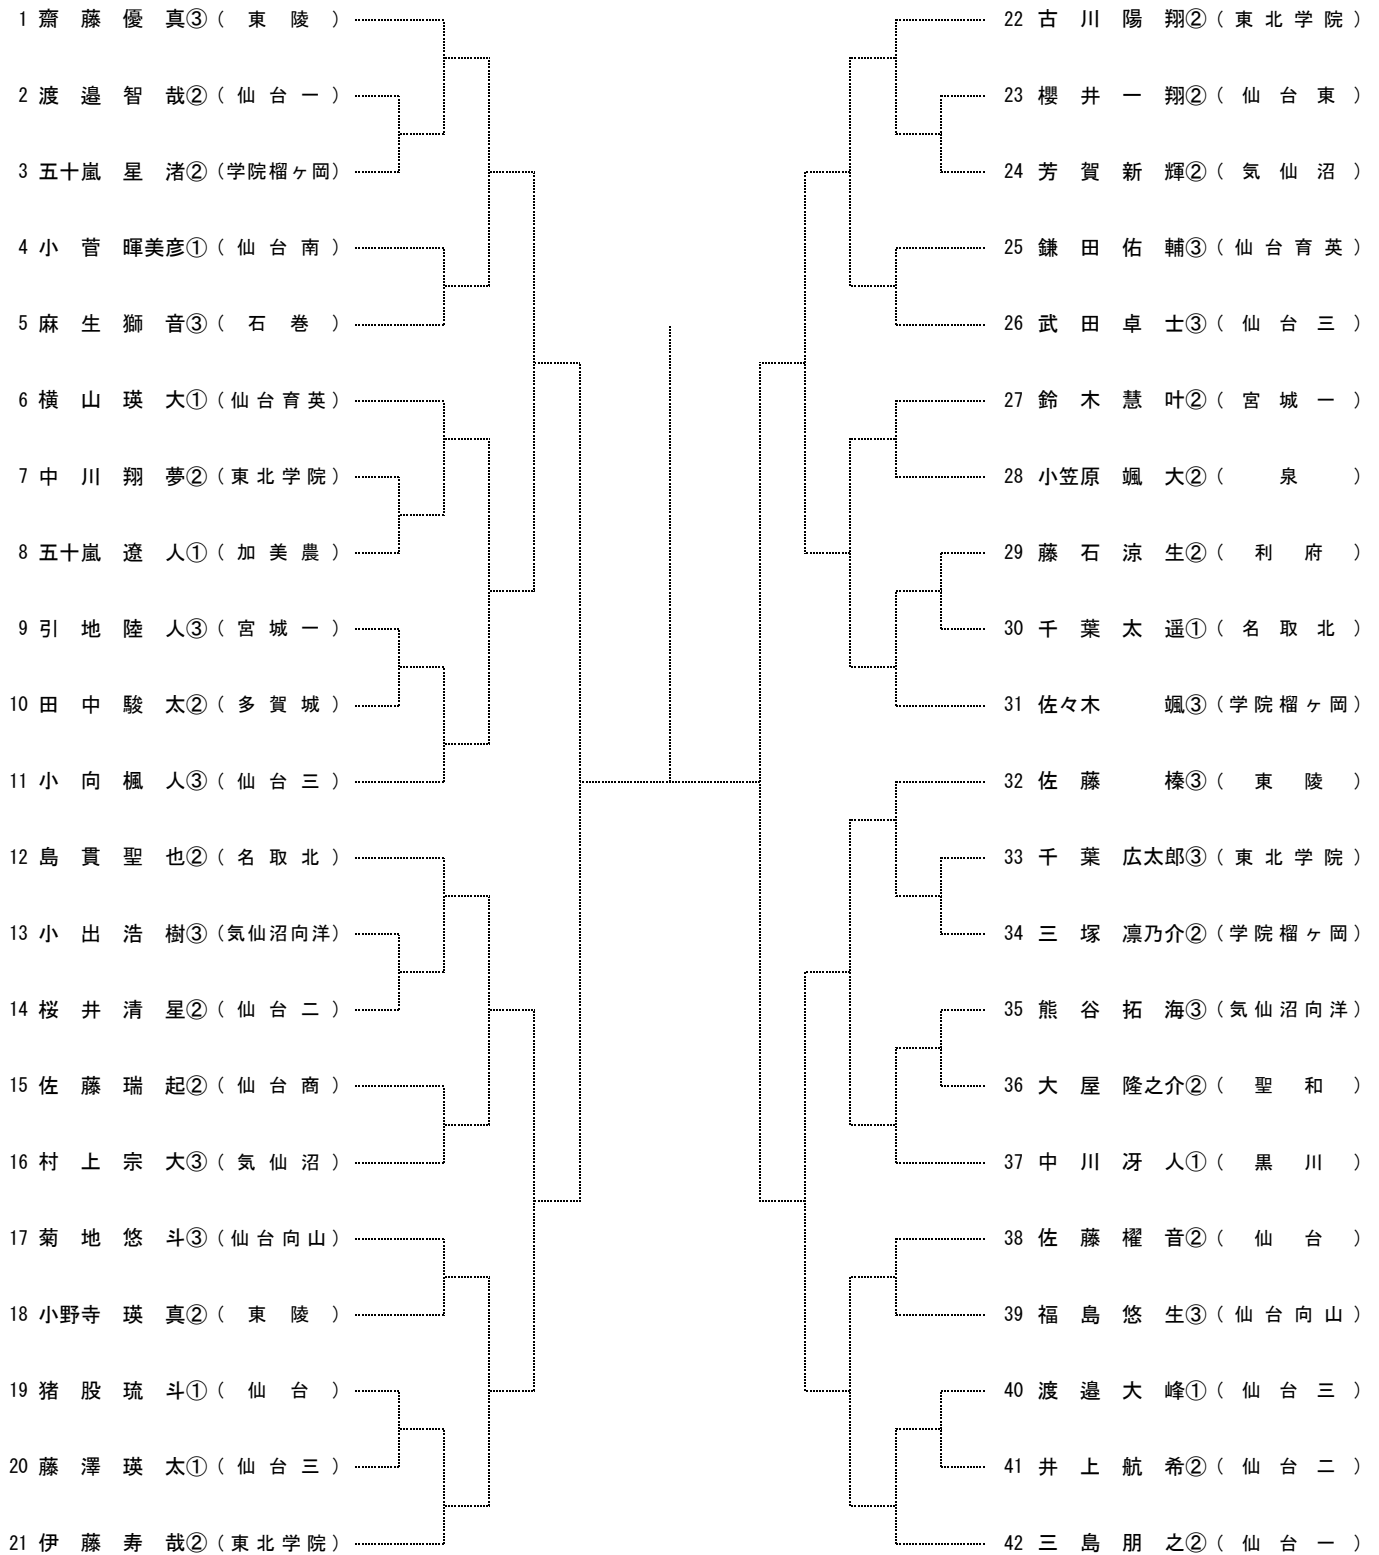 1 齋藤優真③（東陵）
2 渡邉智哉②（仙台一）
3 五十嵐星渚②（学院榴ヶ岡）
4 小菅暉美彦①（仙台南）
5 麻生獅音③（石巻）
6 横山瑛大①（仙台育英）
7 中川翔夢②（東北学院）
8 五十嵐遼人①（加美農）
9 引地陸人③（宮城一）
10 田中駿太②（多賀城）
11 小向楓人③（仙台三）
12 島貫聖也②（名取北）
13 小出浩樹③（気仙沼向洋）
14 桜井清星②（仙台二）
15 佐藤瑞起②（仙台商）
16 村上宗大③（気仙沼）
17 菊地悠斗③（仙台向山）
18 小野寺瑛真②（東陵）
19 猪股琉斗①（仙台）
20 藤澤瑛太①（仙台三）
21 伊藤寿哉②（東北学院）
22 古川陽翔②（東北学院）
23 櫻井一翔②（仙台東）
24 芳賀新輝②（気仙沼）
25 鎌田佑輔③（仙台育英）
26 武田卓士③（仙台三）
27 鈴木慧叶②（宮城一）
28 小笠原颯大②（泉）
29 藤石涼生②（利府）
30 千葉太遥①（名取北）
31 佐々木颯③（学院榴ヶ岡）
32 佐藤榛③（東陵）
33 千葉広太郎③（東北学院）
34 三塚凛乃介②（学院榴ヶ岡）
35 熊谷拓海③（気仙沼向洋）
36 大屋隆之介②（聖和）
37 中川冴人①（黒川）
38 佐藤櫂音②（仙台）
39 福島悠生③（仙台向山）
40 渡邉大峰①（仙台三）
41 井上航希②（仙台二）
42 三島朋之②（仙台一）